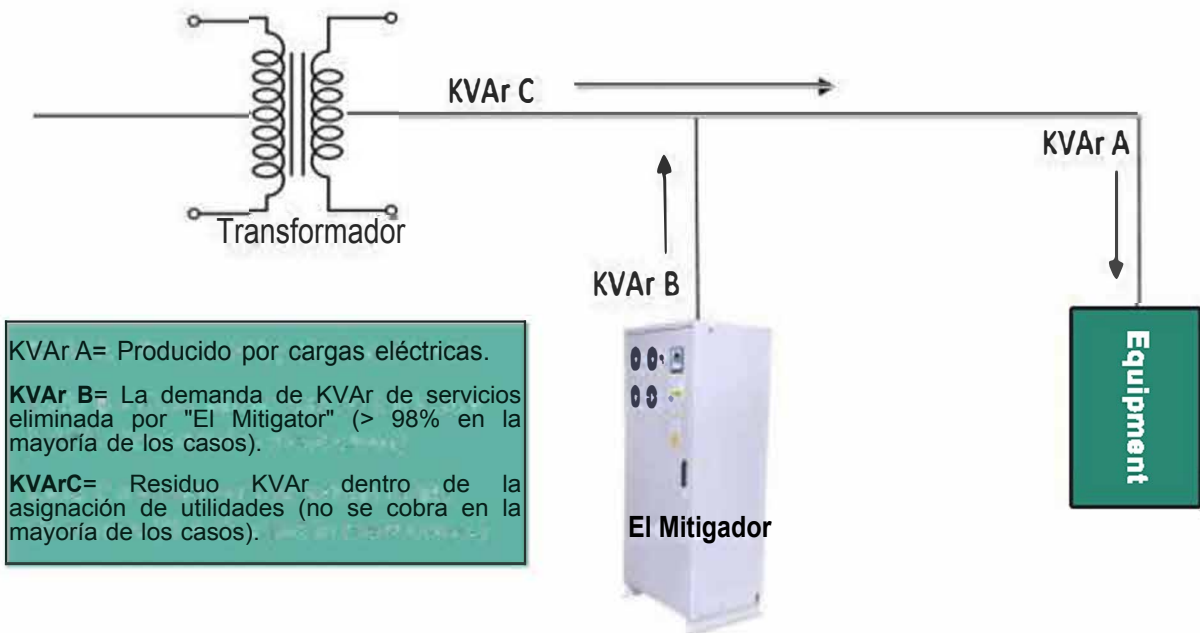 KVAr C
KVAr A
Transformador
KVAr B
KVAr A= Producido por cargas eléctricas.
KVAr B= La demanda de KVAr de servicios
eliminada por "El Mitigator" (> 98% en la
mayoría de los casos).
KVArC= Residuo KVAr dentro de la
asignación de utilidades (no se cobra en la
mayoría de los casos).
El Mitigador
Equipment